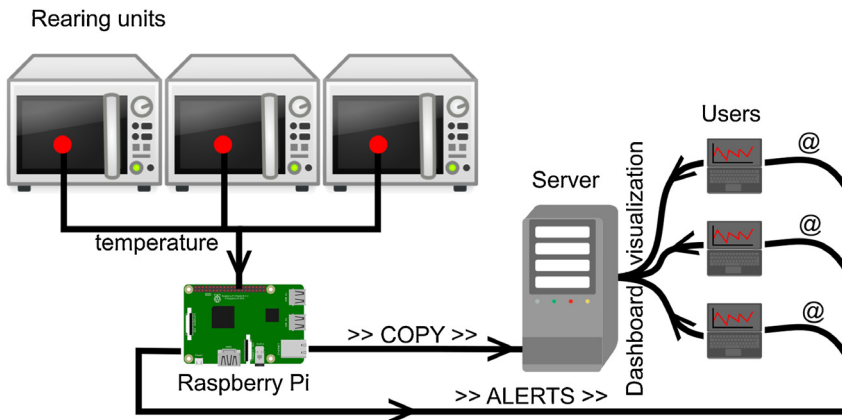 Rearing units
temperature
Raspberry Pi
>> COPY >>
>> ALERTS >>
Server
Dashboard visualization
Users
@
@
@